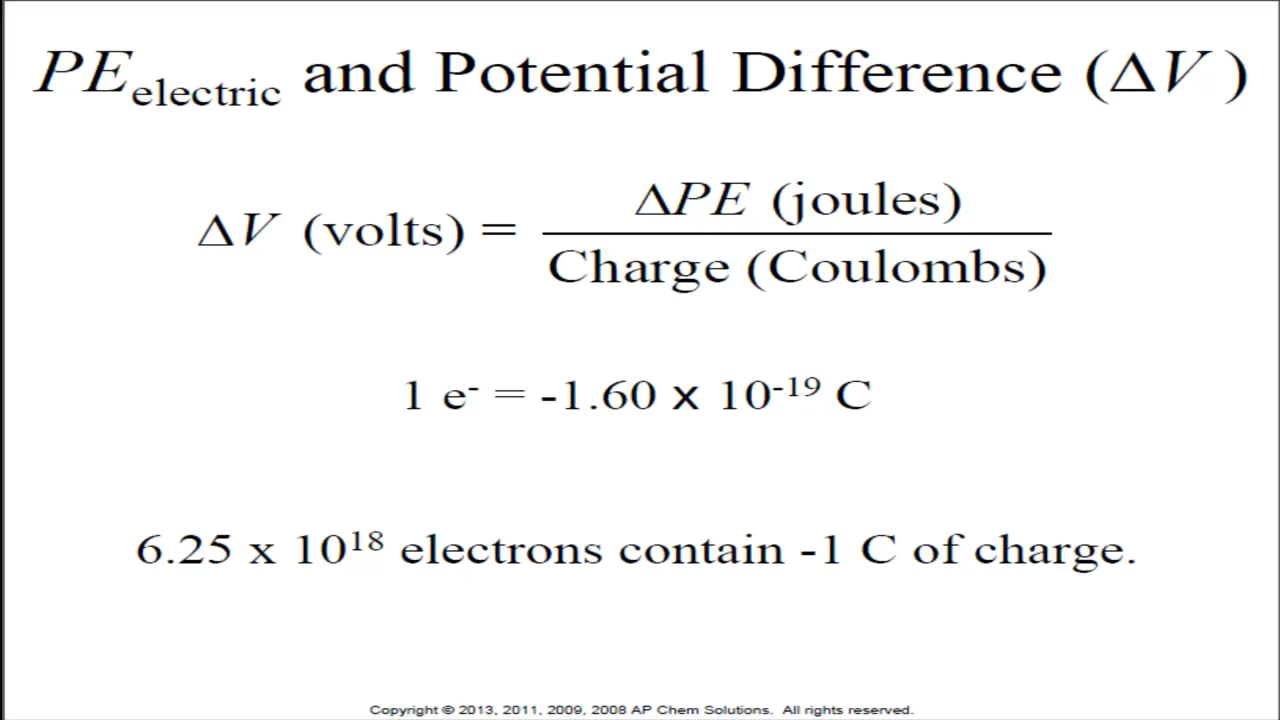 PEelectric and Potential Difference (ΔV )
ΔV (volts) = ΔPE (joules) / Charge (Coulombs)
1 e⁻ = -1.60 x 10⁻¹⁹ C
6.25 x 10¹⁸ electrons contain -1 C of charge.
Copyright © 2013, 2011, 2009, 2008 AP Chem Solutions. All rights reserved.